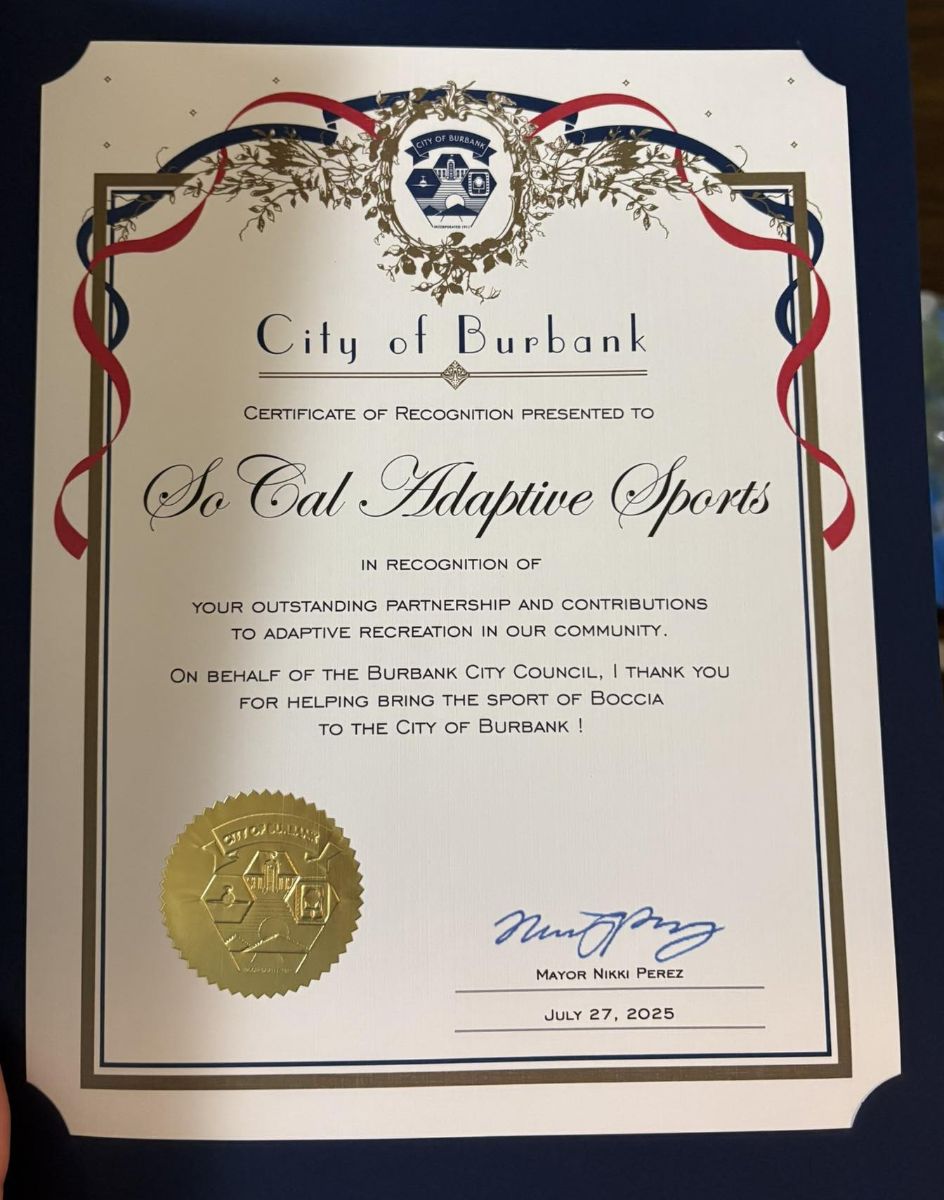 CITY OF BURBANK
INCORPORATED 1911
City of Burbank
CERTIFICATE OF RECOGNITION PRESENTED TO
So Cal Adaptive Sports
IN RECOGNITION OF
YOUR OUTSTANDING PARTNERSHIP AND CONTRIBUTIONS
TO ADAPTIVE RECREATION IN OUR COMMUNITY.
ON BEHALF OF THE BURBANK CITY COUNCIL, I THANK YOU
FOR HELPING BRING THE SPORT OF BOCCIA
TO THE CITY OF BURBANK !
CITY OF BURBANK
MAYOR NIKKI PEREZ
JULY 27, 2025